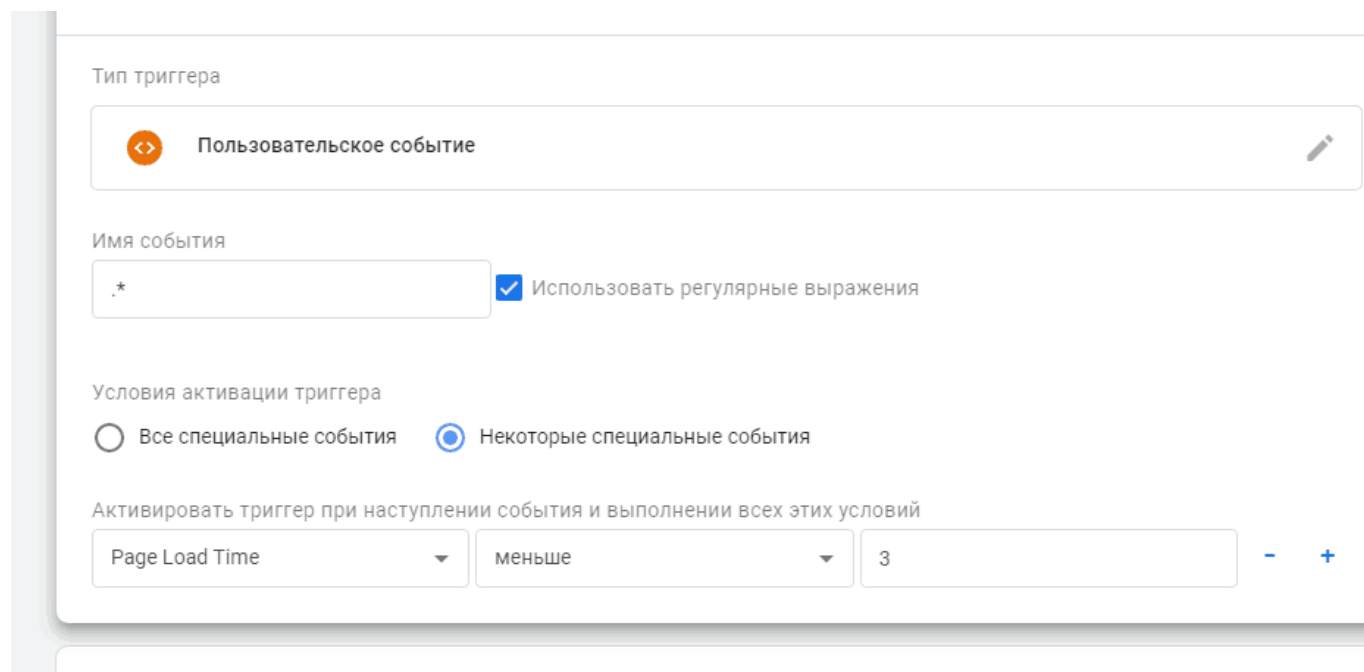 Тип триггера
Пользовательское событие
Имя события
.*
Использовать регулярные выражения
Условия активации триггера
Все специальные события
Некоторые специальные события
Активировать триггер при наступлении события и выполнении всех этих условий
Page Load Time
меньше
3
-
+